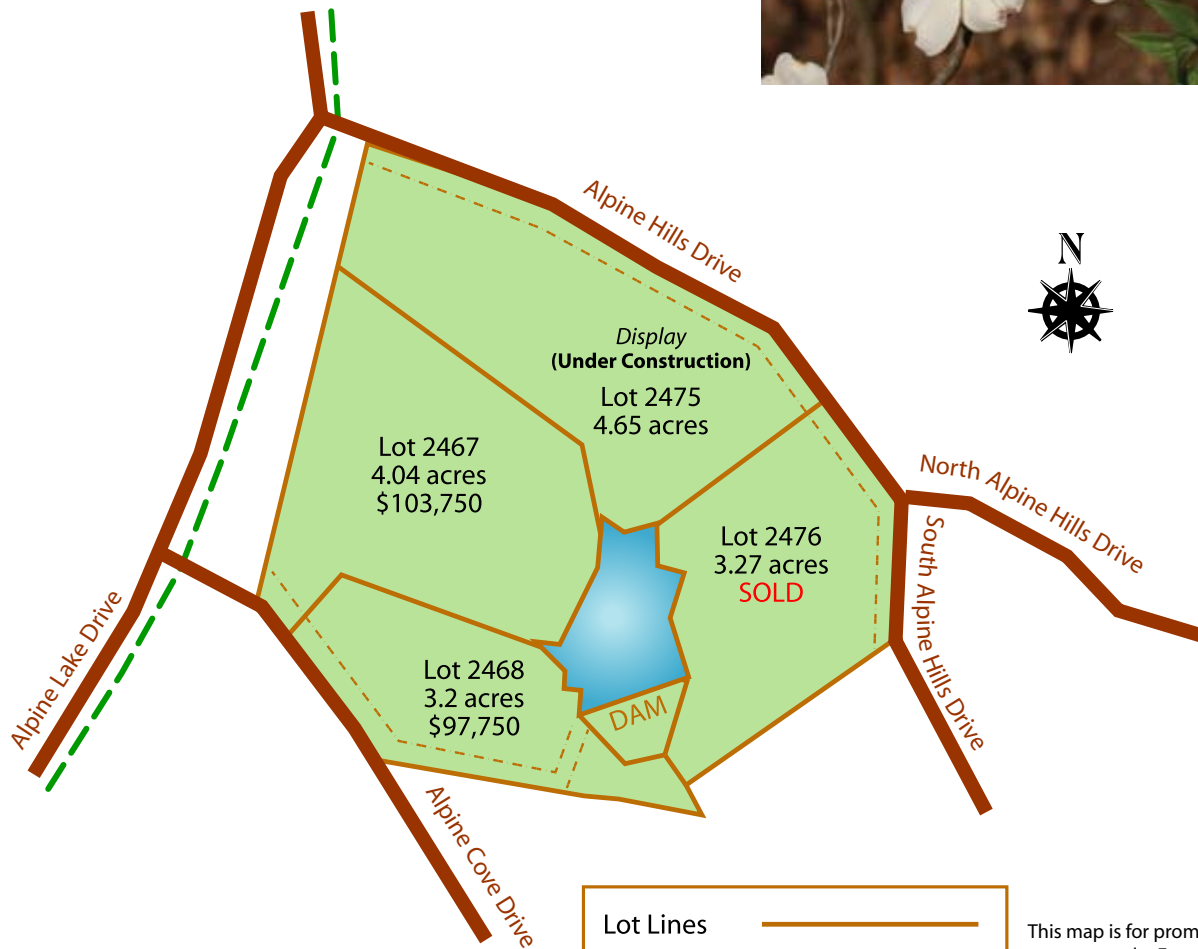 Alpine Hills Drive
N
Display
(Under Construction)
Lot 2475
4.65 acres
Lot 2467
4.04 acres
$103,750
North Alpine Hills Drive
Lot 2476
3.27 acres
SOLD
South Alpine Hills Drive
Alpine Lake Drive
Lot 2468
3.2 acres
$97,750
DAM
Alpine Cove Drive
Lot Lines
This map is for prom